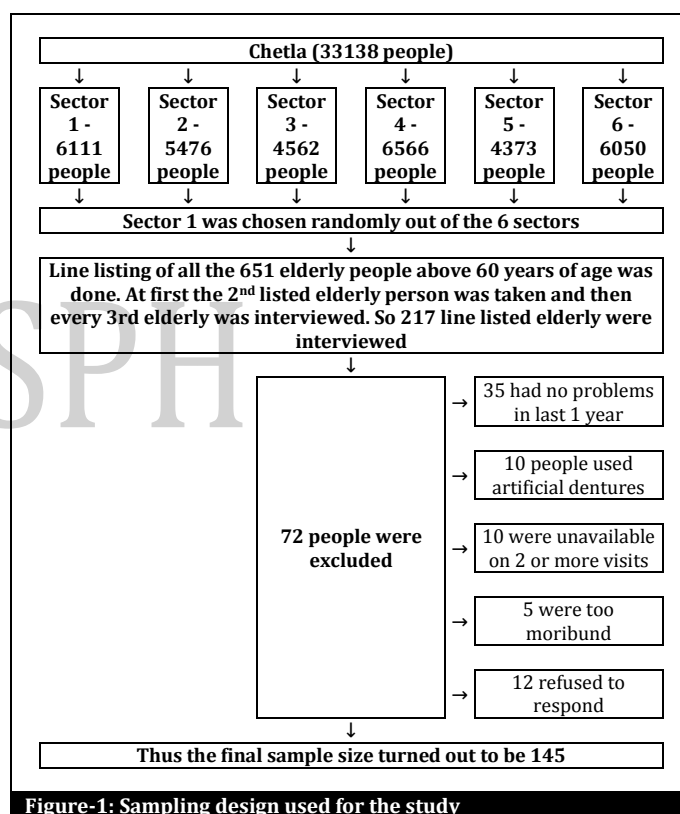 Chetla (33138 people)
↓ ↓ ↓ ↓ ↓ ↓
Sector
1 -
6111
people
Sector
2 -
5476
people
Sector
3 -
4562
people
Sector
4 -
6566
people
Sector
5 -
4373
people
Sector
6 -
6050
people
↓ ↓ ↓ ↓ ↓ ↓
Sector 1 was chosen randomly out of the 6 sectors
↓
Line listing of all the 651 elderly people above 60 years of age was
done. At first the 2nd listed elderly person was taken and then
every 3rd elderly was interviewed. So 217 line listed elderly were
interviewed
↓
72 people were
excluded
→ 35 had no problems
in last 1 year
→ 10 people used
artificial dentures
→ 10 were unavailable
on 2 or more visits
→ 5 were too
moribund
→ 12 refused to
respond
↓
Thus the final sample size turned out to be 145
Figure-1: Sampling design used for the study
SPH